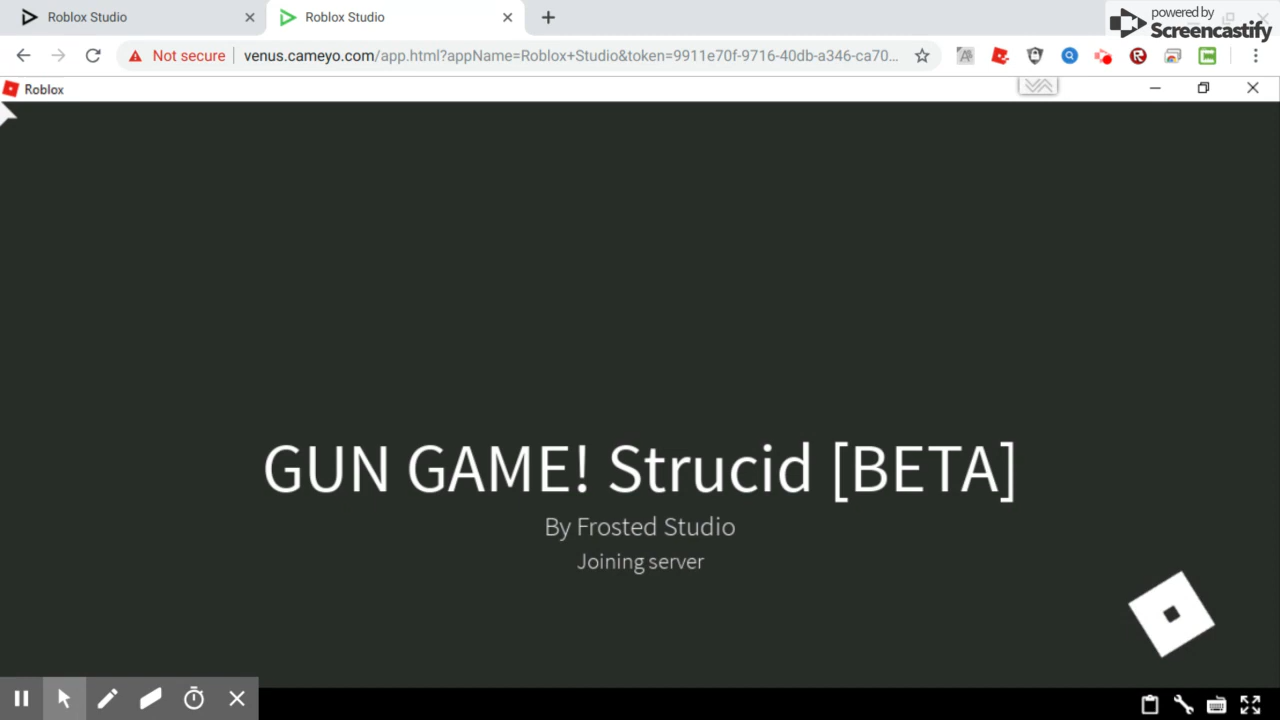 Roblox Studio
Roblox Studio
powered by
Screencastify
Not secure
venus.cameyo.com/app.html?appName=Roblox+Studio&token=9911e70f-9716-40db-a346-ca70...
Roblox
GUN GAME! Strucid [BETA]
By Frosted Studio
Joining server